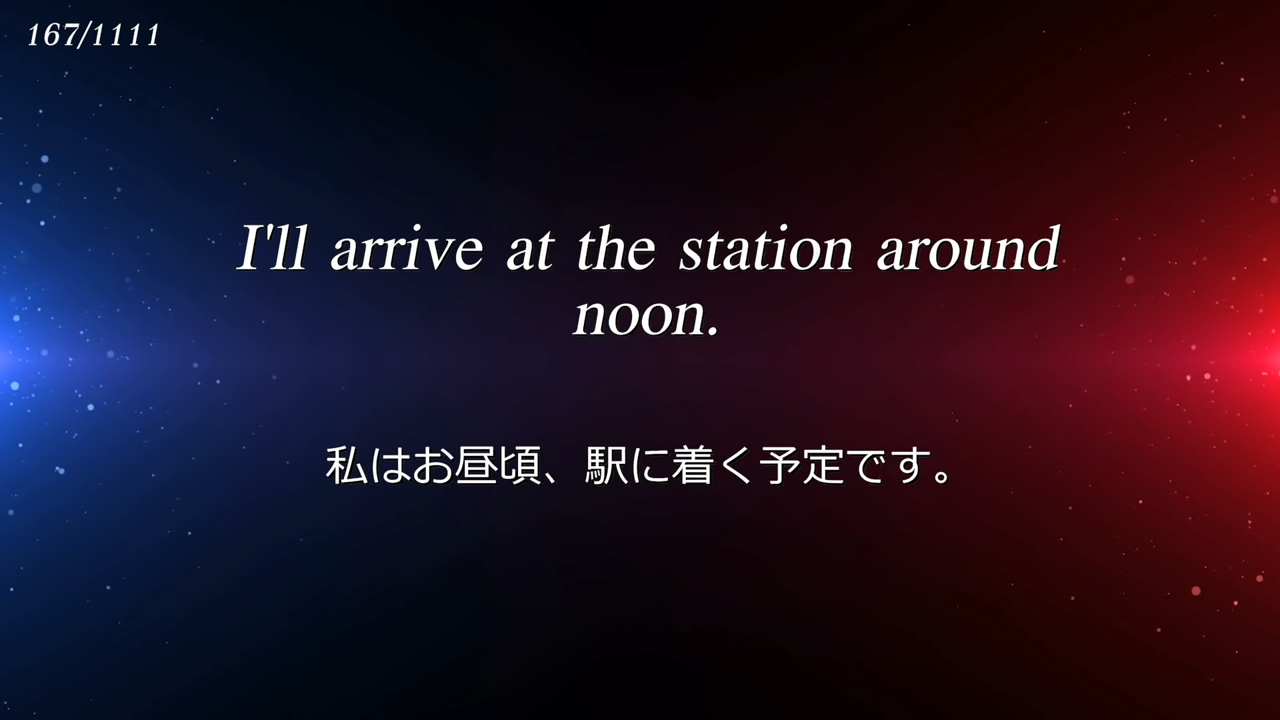 167/1111
I'll arrive at the station around
noon.
私はお昼頃、駅に着く予定です。